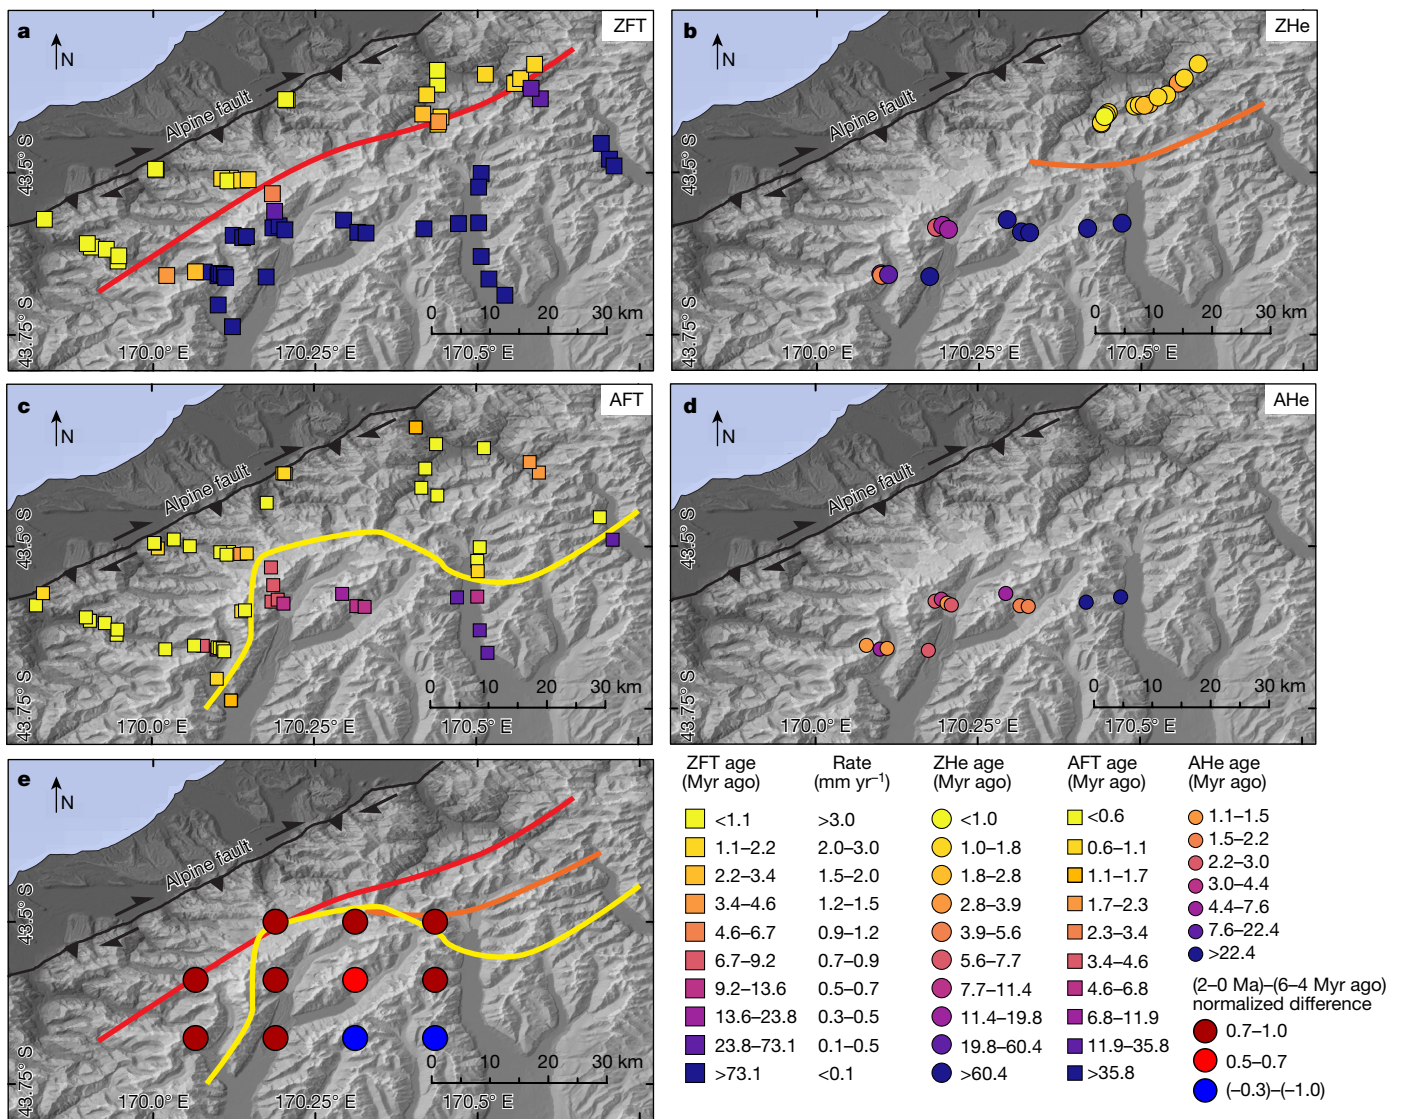 a
ZFT
N
Alpine fault
43.5° S
43.75° S
0 10 20 30 km
170.0° E 170.25° E 170.5° E
b
ZHe
N
Alpine fault
43.5° S
43.75° S
0 10 20 30 km
170.0° E 170.25° E 170.5° E
c
AFT
N
Alpine fault
43.5° S
43.75° S
0 10 20 30 km
170.0° E 170.25° E 170.5° E
d
AHe
N
Alpine fault
43.5° S
43.75° S
0 10 20 30 km
170.0° E 170.25° E 170.5° E
e
N
Alpine fault
43.5° S
43.75° S
0 10 20 30 km
170.0° E 170.25° E 170.5° E
ZFT age
(Myr ago)
<1.1
1.1–2.2
2.2–3.4
3.4–4.6
4.6–6.7
6.7–9.2
9.2–13.6
13.6–23.8
23.8–73.1
>73.1
Rate
(mm yr⁻¹)
>3.0
2.0–3.0
1.5–2.0
1.2–1.5
0.9–1.2
0.7–0.9
0.5–0.7
0.3–0.5
0.1–0.5
<0.1
ZHe age
(Myr ago)
<1.0
1.0–1.8
1.8–2.8
2.8–3.9
3.9–5.6
5.6–7.7
7.7–11.4
11.4–19.8
19.8–60.4
>60.4
AFT age
(Myr ago)
<0.6
0.6–1.1
1.1–1.7
1.7–2.3
2.3–3.4
3.4–4.6
4.6–6.8
6.8–11.9
11.9–35.8
>35.8
AHe age
(Myr ago)
1.1–1.5
1.5–2.2
2.2–3.0
3.0–4.4
4.4–7.6
7.6–22.4
>22.4
(2–0 Ma)–(6–4 Myr ago)
normalized difference
0.7–1.0
0.5–0.7
(–0.3)–(–1.0)